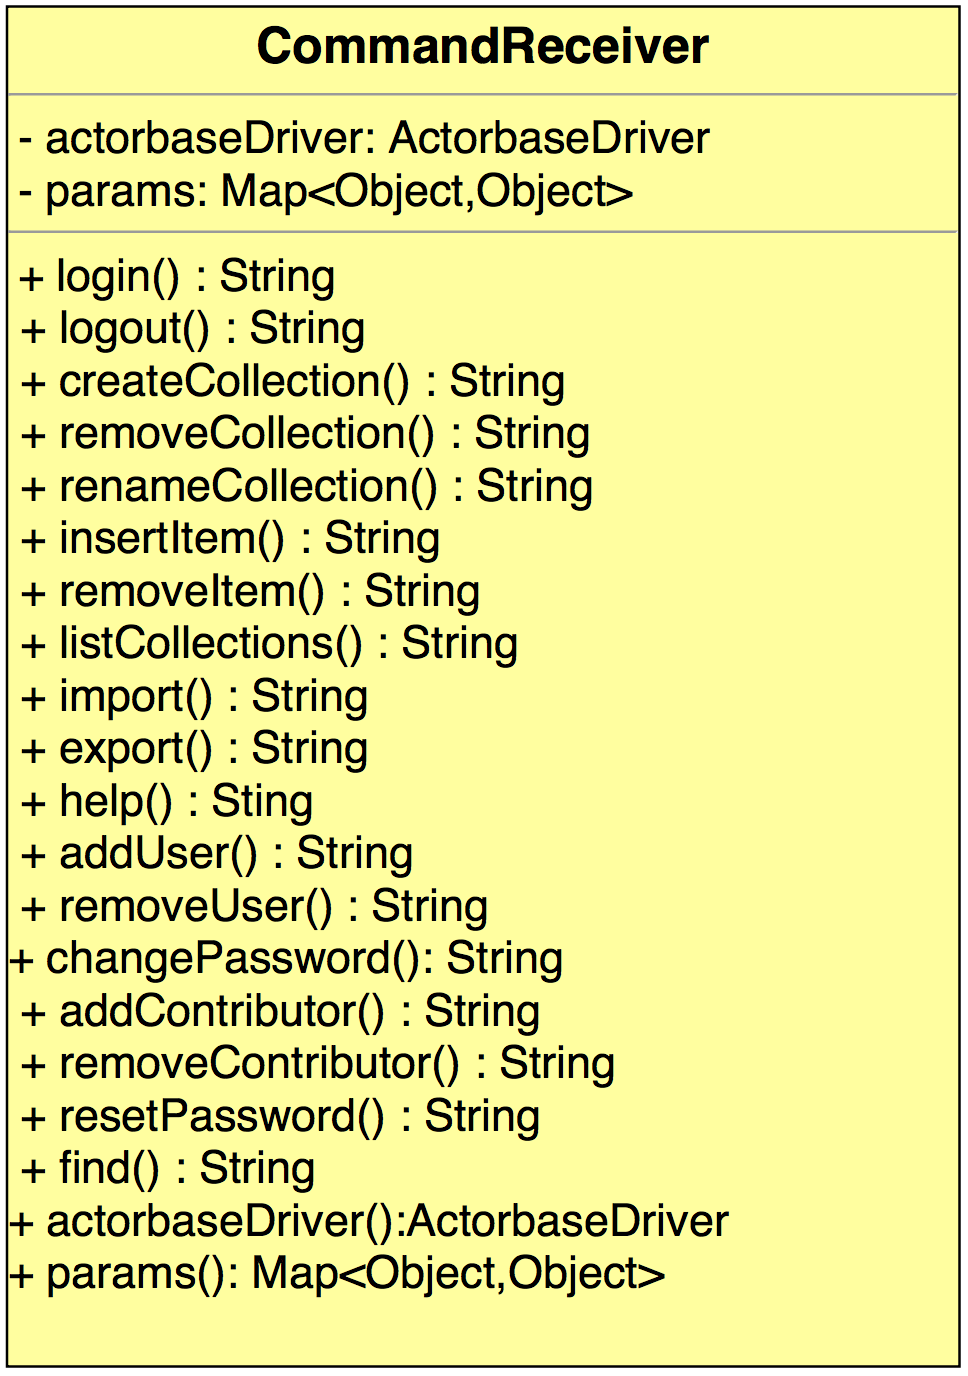 CommandReceiver
- actorbaseDriver: ActorbaseDriver
- params: Map<Object,Object>
+ login() : String
+ logout() : String
+ createCollection() : String
+ removeCollection() : String
+ renameCollection() : String
+ insertItem() : String
+ removeItem() : String
+ listCollections() : String
+ import() : String
+ export() : String
+ help() : Sting
+ addUser() : String
+ removeUser() : String
+ changePassword(): String
+ addContributor() : String
+ removeContributor() : String
+ resetPassword() : String
+ find() : String
+ actorbaseDriver():ActorbaseDriver
+ params(): Map<Object,Object>